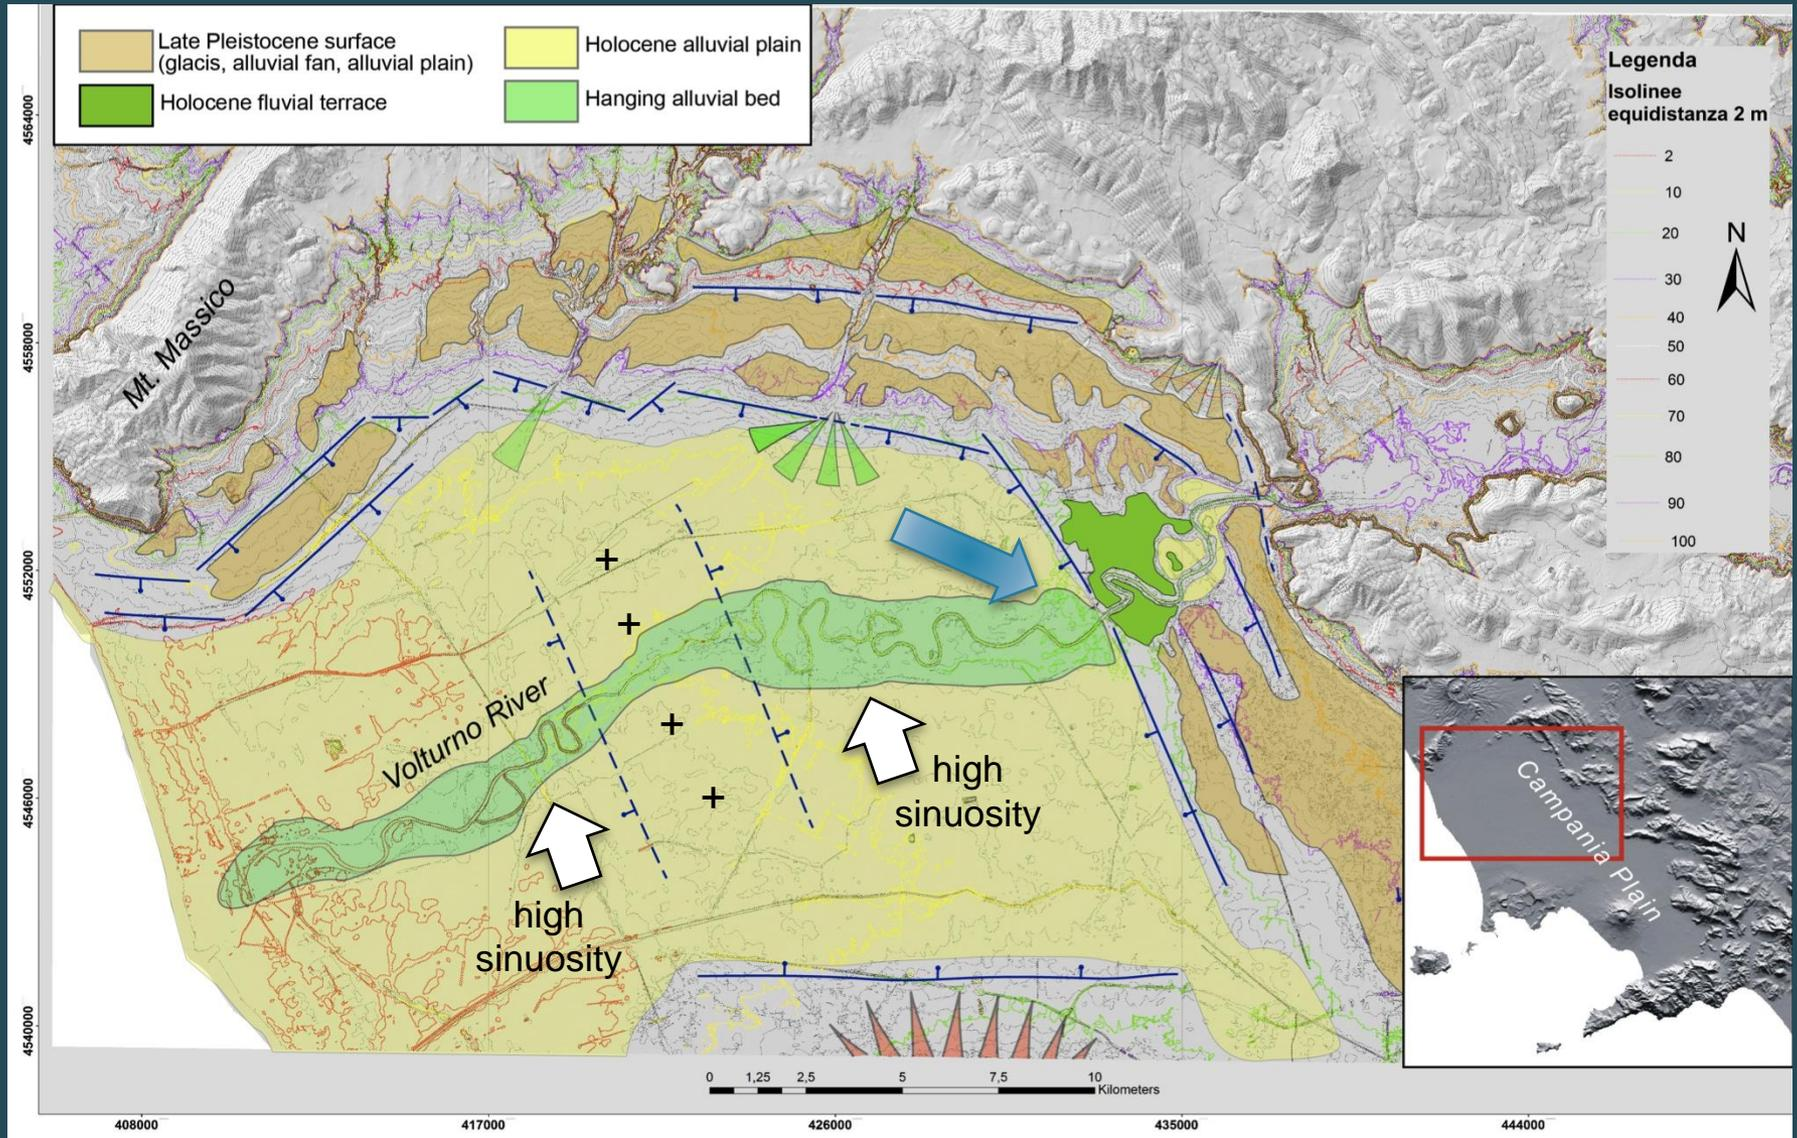 Late Pleistocene surface
(glacis, alluvial fan, alluvial plain)
Holocene fluvial terrace
Holocene alluvial plain
Hanging alluvial bed
Legenda
Isolinee
equidistanza 2 m
2
10
20
30
40
50
60
70
80
90
100
N
4564000
4558000
4552000
4546000
4540000
Mt. Massico
+
+
+
+
Volturno River
high
sinuosity
high
sinuosity
Campania Plain
0 1,25 2,5 5 7,5 10
Kilometers
408000 417000 426000 435000 444000